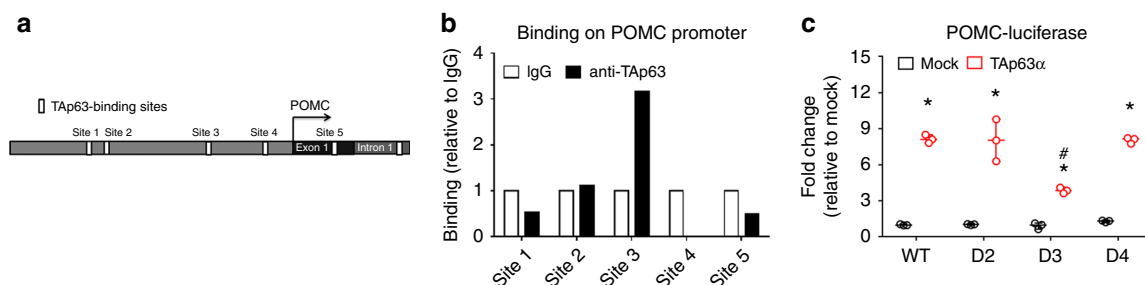 a
TAp63-binding sites
POMC
Site 1 Site 2 Site 3 Site 4 Site 5
Exon 1 Intron 1
b
Binding on POMC promoter
IgG anti-TAp63
Binding (relative to IgG)
4
3
2
1
0
Site 1 Site 2 Site 3 Site 4 Site 5
c
POMC-luciferase
Mock TAp63α
Fold change
(relative to mock)
15
12
9
6
3
0
* * # * *
WT D2 D3 D4